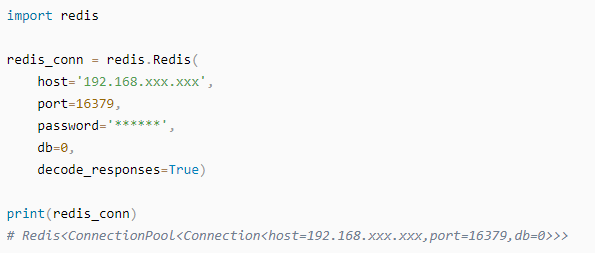 import redis
redis_conn = redis.Redis(
    host='192.168.xxx.xxx',
    port=16379,
    password='******',
    db=0,
    decode_responses=True)
print(redis_conn)
# Redis<ConnectionPool<Connection<host=192.168.xxx.xxx,port=16379,db=0>>>